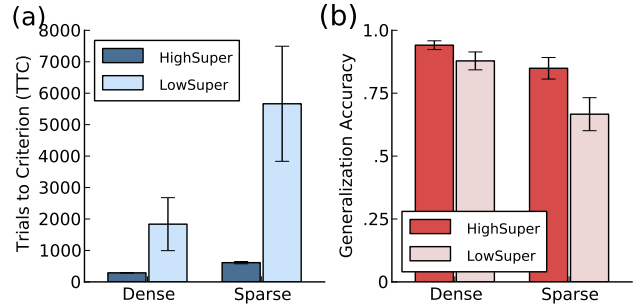 (a)
8000
7000
6000
5000
4000
3000
2000
1000
0
Trials to Criterion (TTC)
HighSuper
LowSuper
Dense Sparse
(b)
1.0
.75
.5
.25
0
Generalization Accuracy
HighSuper
LowSuper
Dense Sparse